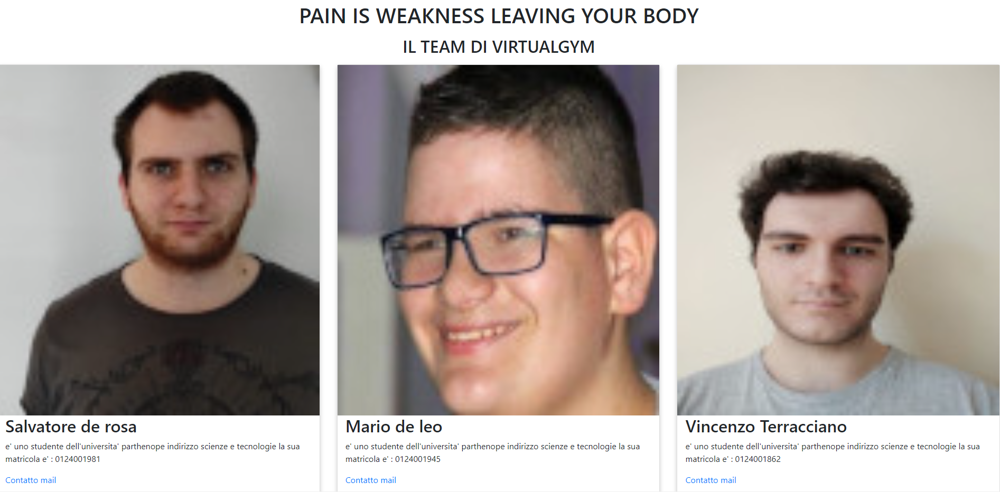 PAIN IS WEAKNESS LEAVING YOUR BODY
IL TEAM DI VIRTUALGYM
Salvatore de rosa
e' uno studente dell'universita' parthenope indirizzo scienze e tecnologie la sua
matricola e' : 0124001981
Contatto mail
Mario de leo
e' uno studente dell'universita' parthenope indirizzo scienze e tecnologie la sua
matricola e' : 0124001945
Contatto mail
Vincenzo Terracciano
e' uno studente dell'universita' parthenope indirizzo scienze e tecnologie la sua
matricola e' : 0124001862
Contatto mail